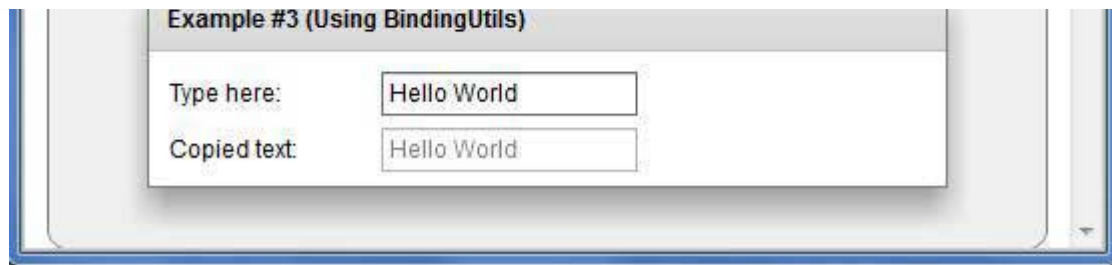 Example #3 (Using BindingUtils)
Type here: Hello World
Copied text: Hello World